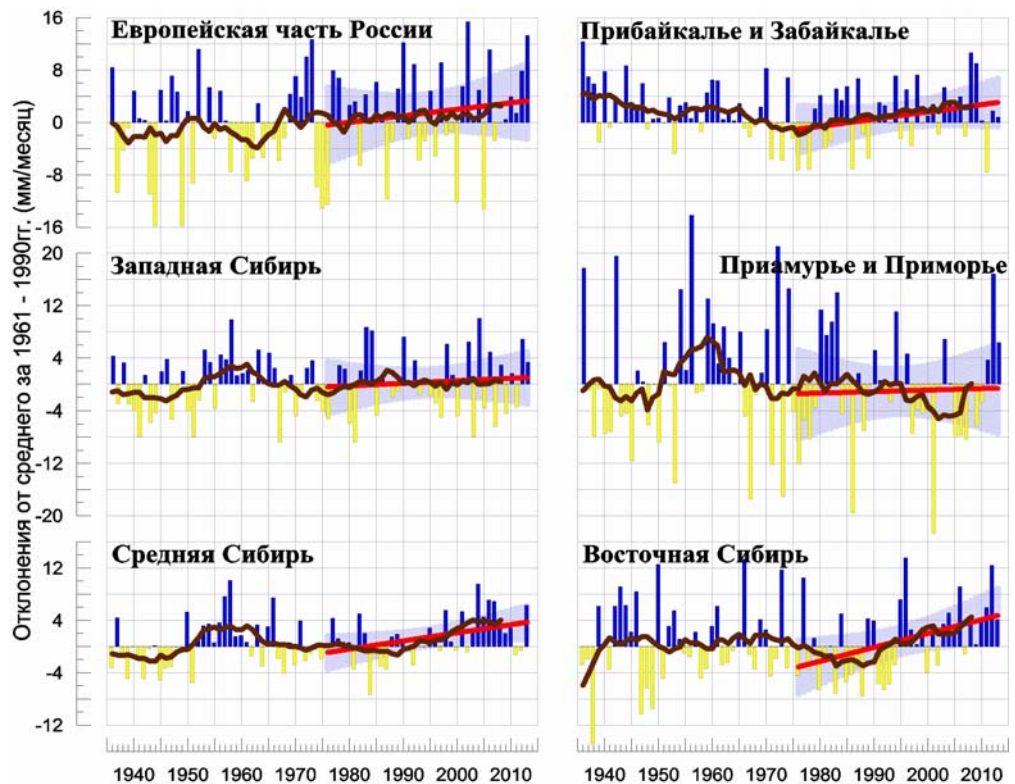 Отклонения от среднего за 1961 - 1990гг. (мм/месяц)
16
8
0
-8
-16
Европейская часть России
Прибайкалье и Забайкалье
20
12
4
-4
-12
-20
Западная Сибирь
Приамурье и Приморье
12
4
-4
-12
Средняя Сибирь
Восточная Сибирь
1940 1950 1960 1970 1980 1990 2000 2010
1940 1950 1960 1970 1980 1990 2000 2010